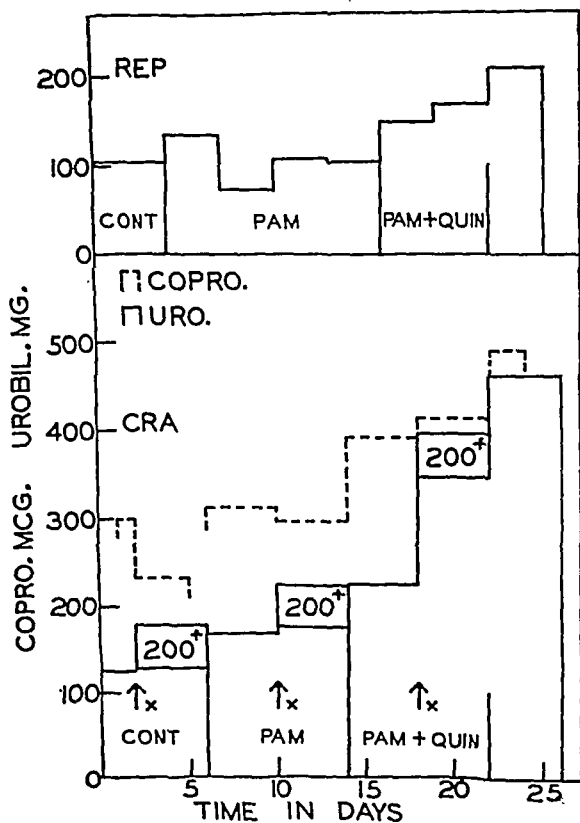 REP
200
100
0
CONT
PAM
PAM+QUIN
COPRO.
URO.
CRA
500
400
300
200
100
0
200+
200+
200+
↑x
↑x
↑x
CONT
PAM
PAM + QUIN
5
10
15
20
25
TIME IN DAYS
COPRO. MCG. UROBIL. MG.